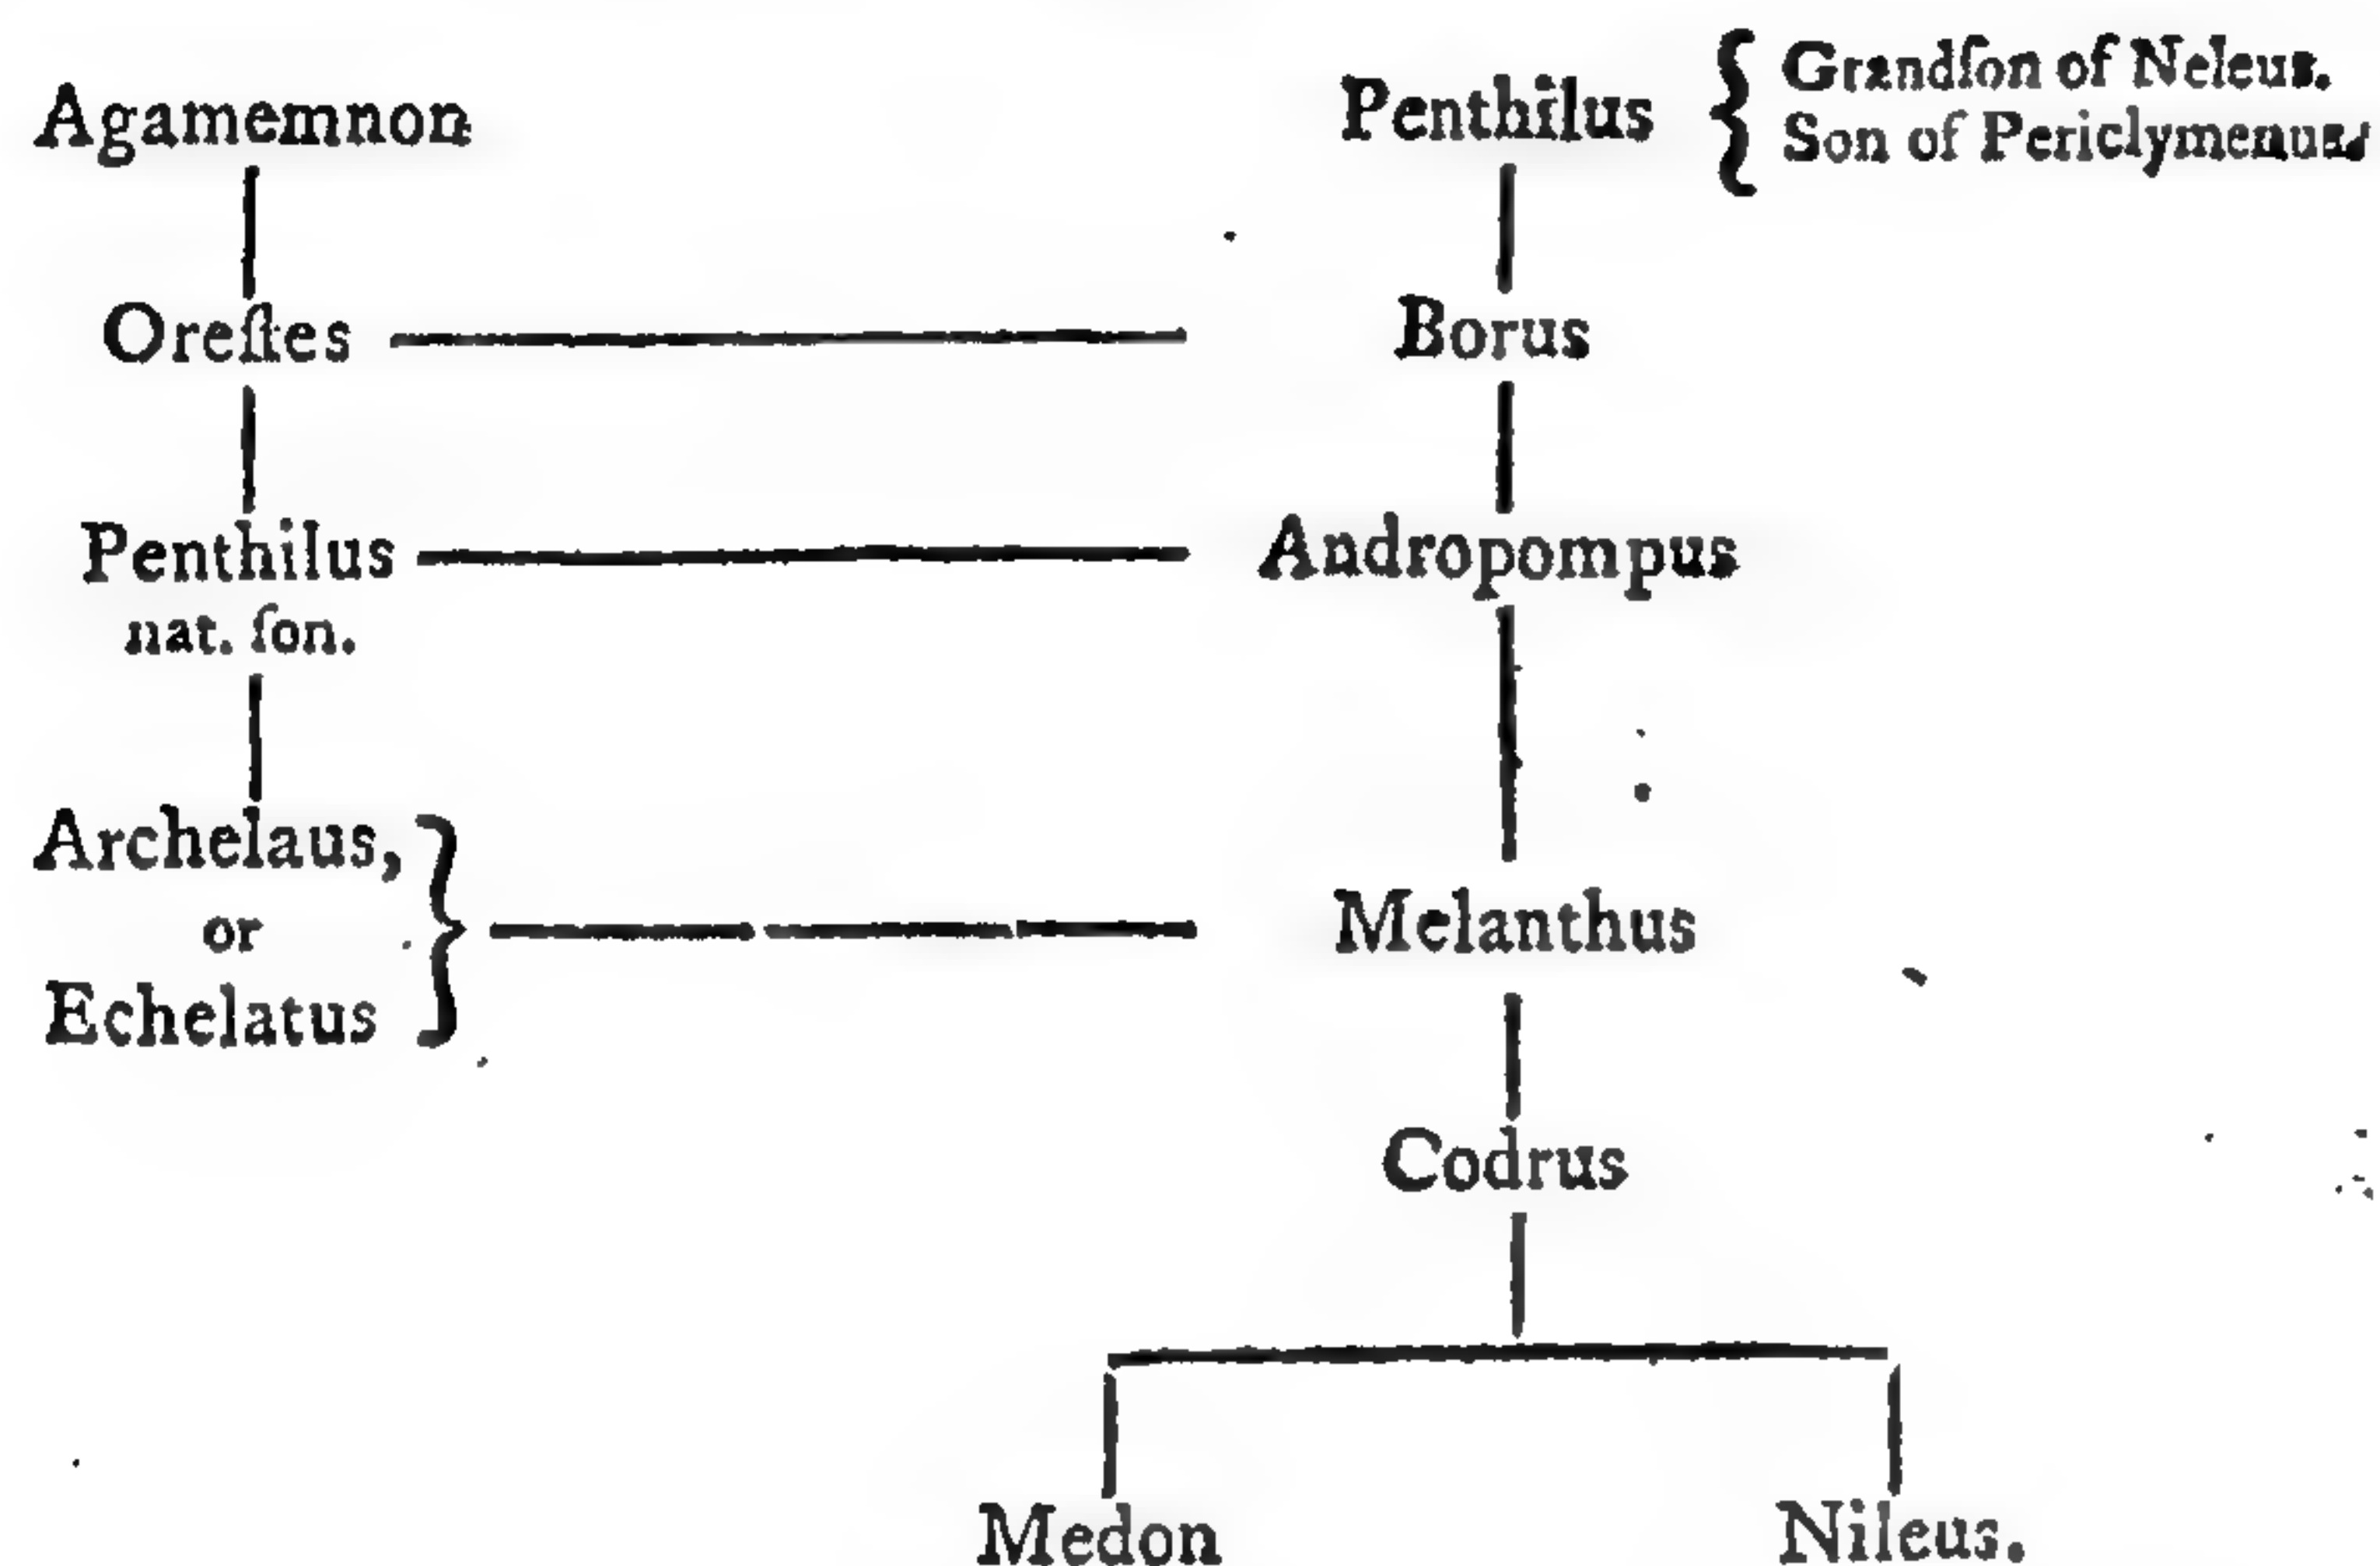 Agamemnon
Penthilus { Grandſon of Neleus.
Son of Periclymenus.
Oreſtes
Borus
Penthilus
Andropompus
nat. ſon.
Archelaus,
or
Melanthus
Echelatus
Codrus
Medon
Nileus.